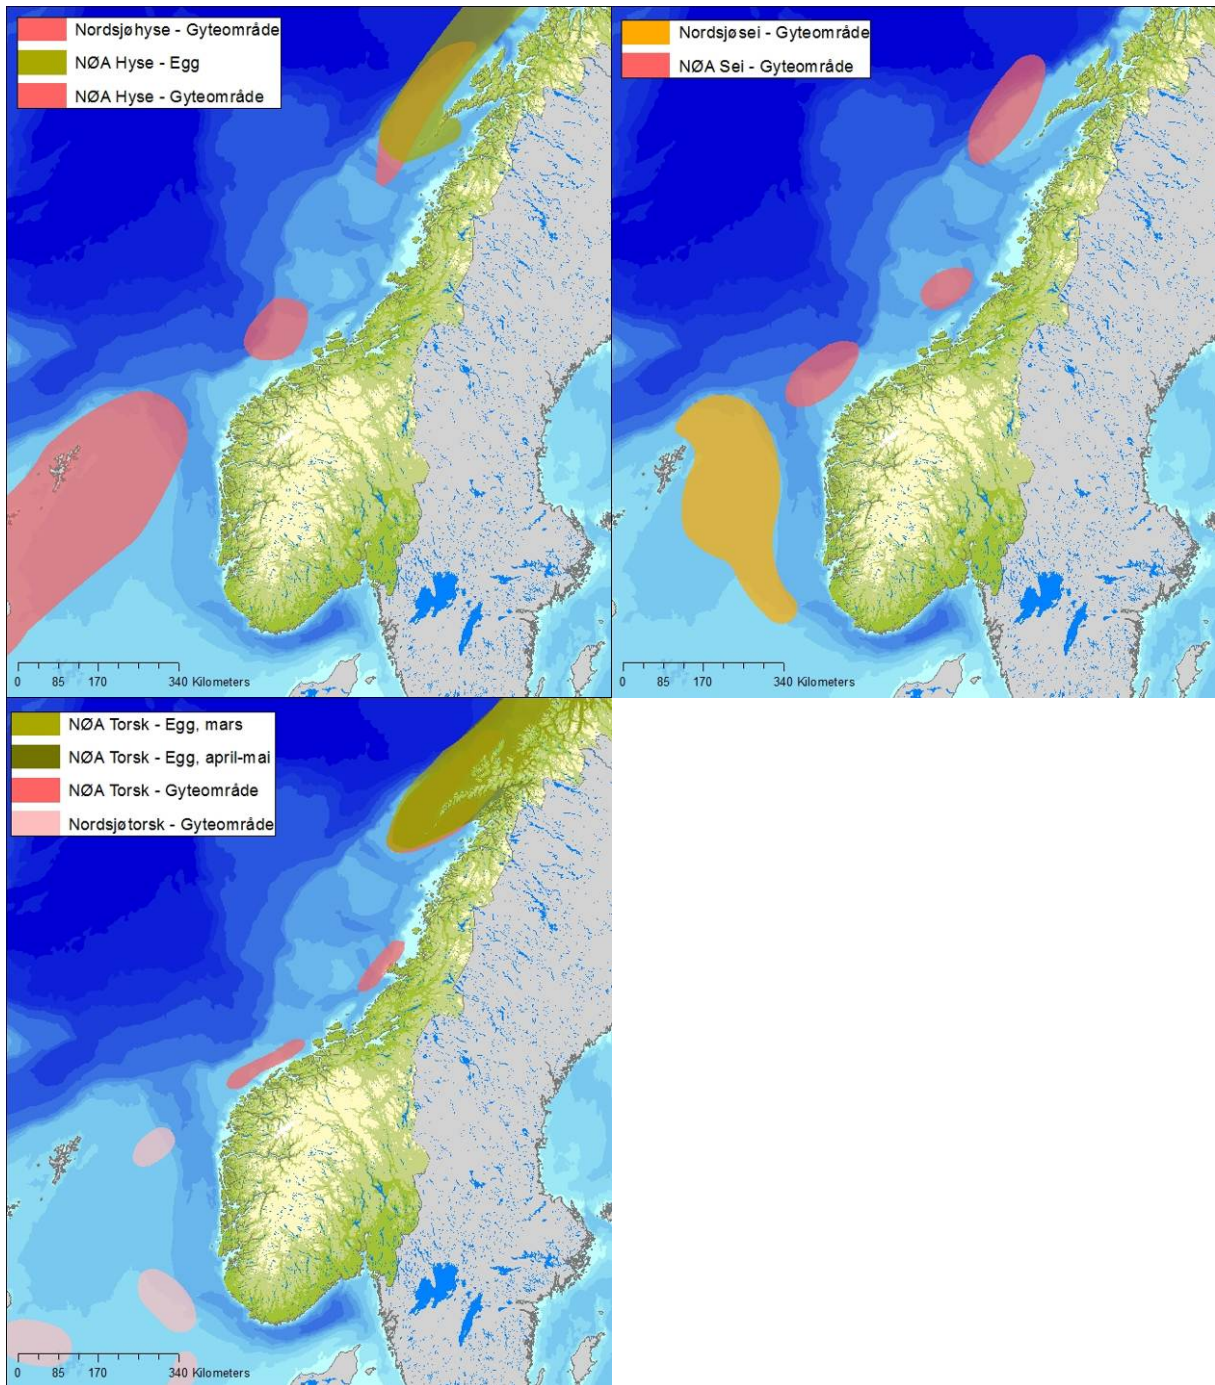 Nordsjøhyse - Gyteområde
NØA Hyse - Egg
NØA Hyse - Gyteområde
0 85 170 340 Kilometers
Nordsjøsei - Gyteområde
NØA Sei - Gyteområde
0 85 170 340 Kilometers
NØA Torsk - Egg, mars
NØA Torsk - Egg, april-mai
NØA Torsk - Gyteområde
Nordsjøtorsk - Gyteområde
0 85 170 340 Kilometers